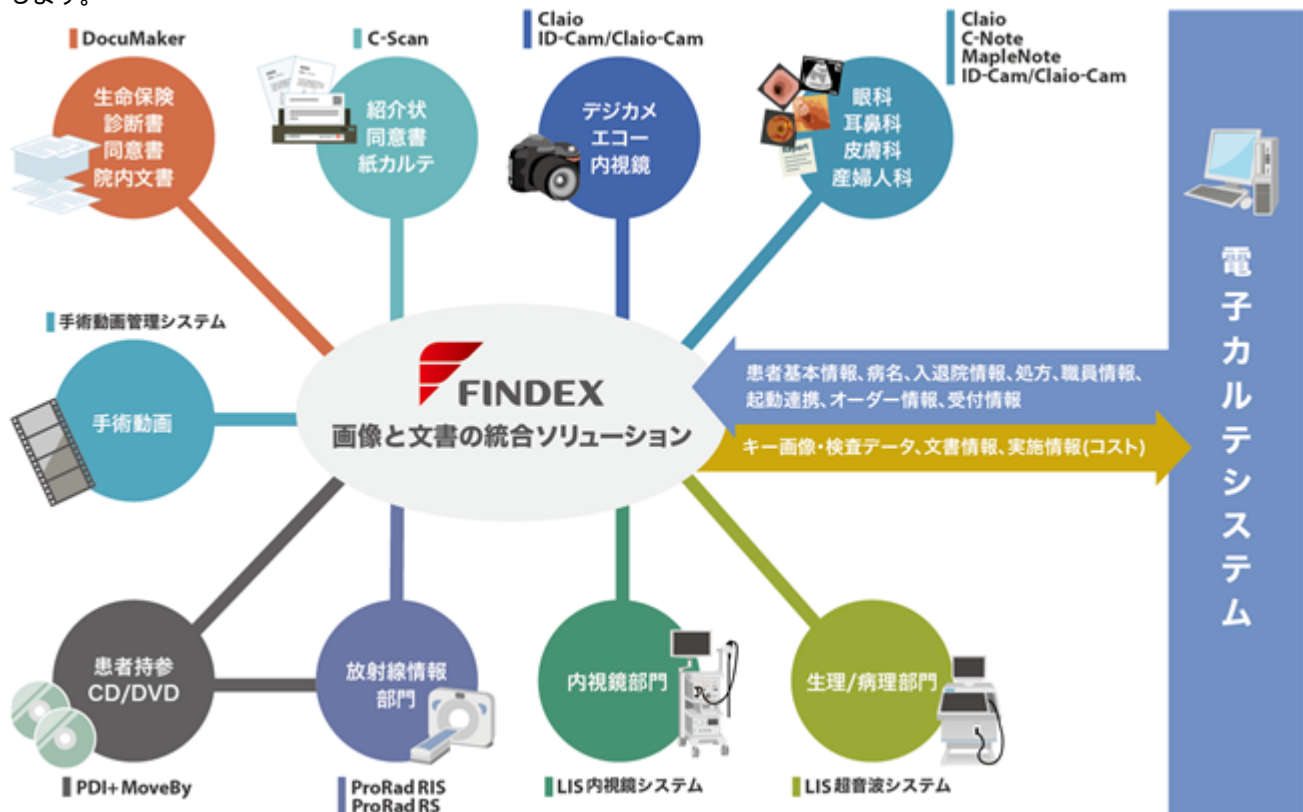 します。
DocuMaker
生命保険
診断書
同意書
院内文書
C-Scan
紹介状
同意書
紙カルテ
Claio
ID-Cam/Claio-Cam
デジカメ
エコー
内視鏡
Claio
C-Note
MapleNote
ID-Cam/Claio-Cam
眼科
耳鼻科
皮膚科
産婦人科
手術動画管理システム
手術動画
FINDEX
画像と文書の統合ソリューション
患者基本情報、病名、入退院情報、処方、職員情報、
起動連携、オーダー情報、受付情報
キー画像・検査データ、文書情報、実施情報(コスト)
電子カルテシステム
患者持参
CD/DVD
PDI+MoveBy
放射線情報
部門
ProRad RIS
ProRad RS
内視鏡部門
LIS内視鏡システム
生理/病理部門
LIS超音波システム